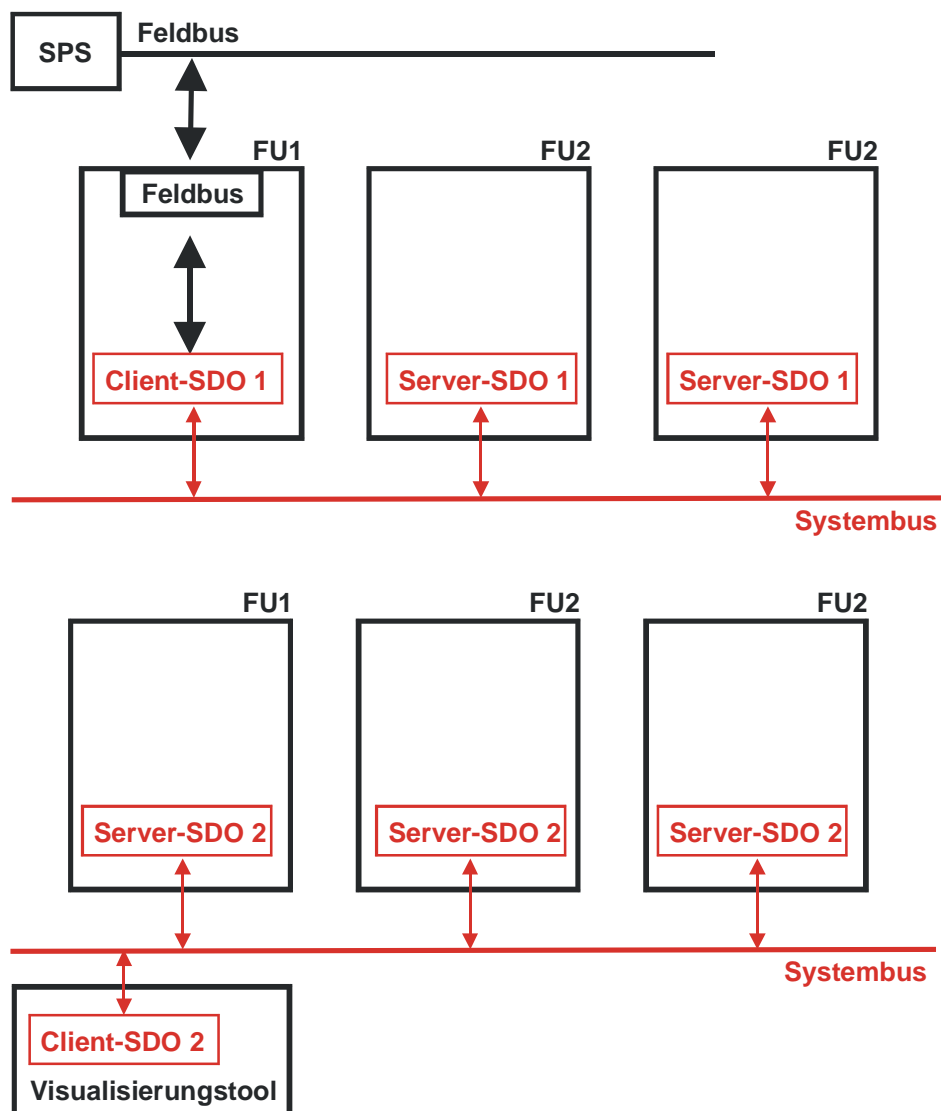 Feldbus
SPS
FU1
FU2
FU2
Feldbus
Client-SDO 1
Server-SDO 1
Server-SDO 1
Systembus
FU1
FU2
FU2
Server-SDO 2
Server-SDO 2
Server-SDO 2
Systembus
Client-SDO 2
Visualisierungstool